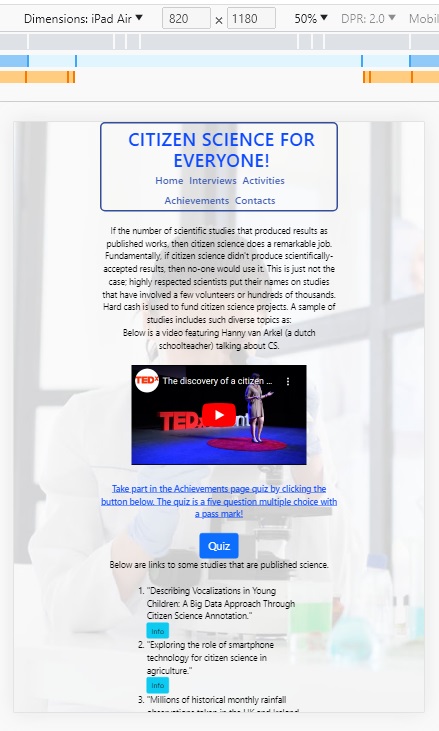 Dimensions: iPad Air ▼ 820 × 1180 50% ▼ DPR: 2.0 ▼ Mobil
CITIZEN SCIENCE FOR
EVERYONE!
Home Interviews Activities
Achievements Contacts
If the number of scientific studies that produced results as
published works, then citizen science does a remarkable job.
Fundamentally, if citizen science didn't produce scientifically-
accepted results, then no-one would use it. This is just not the
case; highly respected scientists put their names on studies
that have involved a few volunteers or hundreds of thousands.
Hard cash is used to fund citizen science projects. A sample of
studies includes such diverse topics as:
Below is a video featuring Hanny van Arkel (a dutch
schoolteacher) talking about CS.
TEDx The discovery of a citizen ...
TEDx
Take part in the Achievements page quiz by clicking the
button below. The quiz is a five question multiple choice with
a pass mark!
Quiz
Below are links to some studies that are published science.
1. "Describing Vocalizations in Young
Children: A Big Data Approach Through
Citizen Science Annotation."
Info
2. "Exploring the role of smartphone
technology for citizen science in
agriculture."
Info
3. "Millions of historical monthly rainfall
observations taken in the UK and Ireland